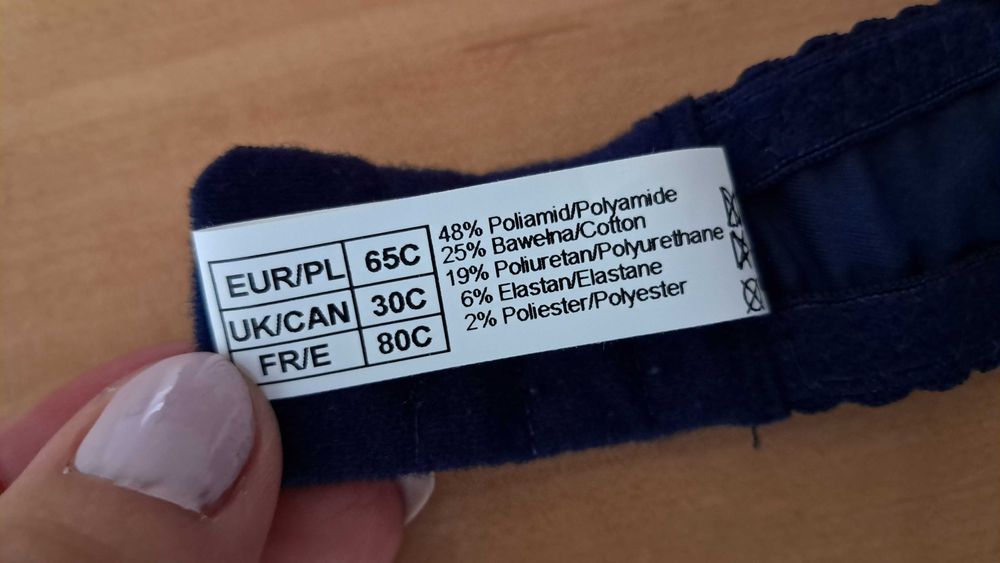 EUR/PL 65C
UK/CAN 30C
FR/E 80C
48% Poliamid/Polyamide
25% Bawełna/Cotton
19% Poliuretan/Polyurethane
6% Elastan/Elastane
2% Poliester/Polyester